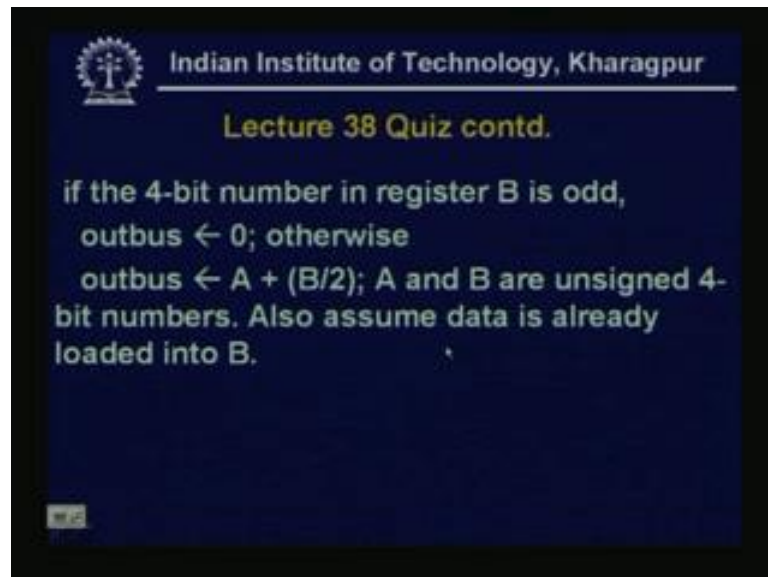 Indian Institute of Technology, Kharagpur
Lecture 38 Quiz contd.
if the 4-bit number in register B is odd,
outbus ← 0; otherwise
outbus ← A + (B/2); A and B are unsigned 4-
bit numbers. Also assume data is already
loaded into B.